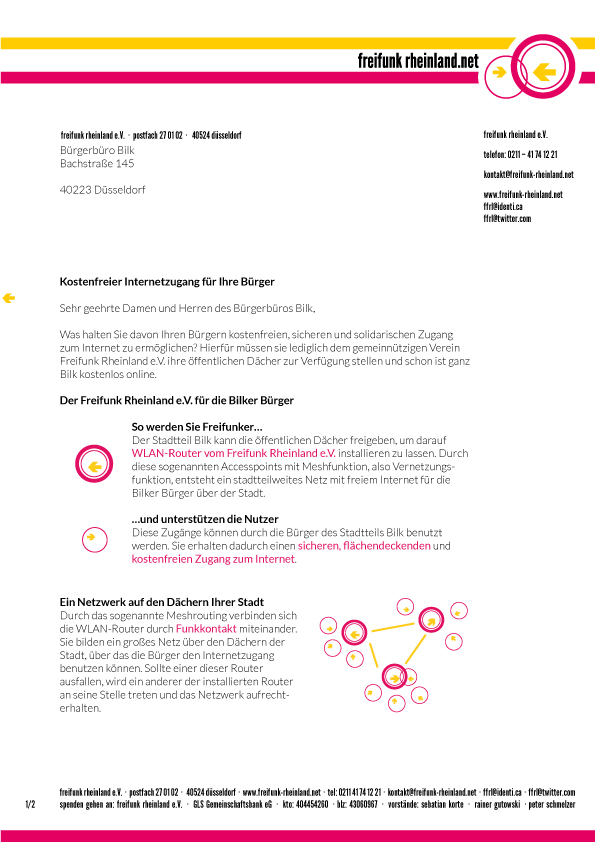 freifunk rheinland.net
freifunk rheinland e.V. · postfach 27 01 02 · 40524 düsseldorf
Bürgerbüro Bilk
Bachstraße 145
40223 Düsseldorf
freifunk rheinland e.V.
telefon: 0211 – 41 74 12 21
kontakt@freifunk-rheinland.net
www.freifunk-rheinland.net
ffrl@identi.ca
ffrl@twitter.com
Kostenfreier Internetzugang für Ihre Bürger
Sehr geehrte Damen und Herren des Bürgerbüros Bilk,
Was halten Sie davon Ihren Bürgern kostenfreien, sicheren und solidarischen Zugang
zum Internet zu ermöglichen? Hierfür müssen sie lediglich dem gemeinnützigen Verein
Freifunk Rheinland e.V. ihre öffentlichen Dächer zur Verfügung stellen und schon ist ganz
Bilk kostenlos online.
Der Freifunk Rheinland e.V. für die Bilker Bürger
So werden Sie Freifunker...
Der Stadtteil Bilk kann die öffentlichen Dächer freigeben, um darauf
WLAN-Router vom Freifunk Rheinland e.V. installieren zu lassen. Durch
diese sogenannten Accesspoints mit Meshfunktion, also Vernetzungs-
funktion, entsteht ein stadtteilweites Netz mit freiem Internet für die
Bilker Bürger über der Stadt.
...und unterstützen die Nutzer
Diese Zugänge können durch die Bürger des Stadtteils Bilk benutzt
werden. Sie erhalten dadurch einen sicheren, flächendeckenden und
kostenfreien Zugang zum Internet.
Ein Netzwerk auf den Dächern Ihrer Stadt
Durch das sogenannte Meshrouting verbinden sich
die WLAN-Router durch Funkkontakt miteinander.
Sie bilden ein großes Netz über den Dächern der
Stadt, über das die Bürger den Internetzugang
benutzen können. Sollte einer dieser Router
ausfallen, wird ein anderer der installierten Router
an seine Stelle treten und das Netzwerk aufrecht-
erhalten.
freifunk rheinland e.V. · postfach 27 01 02 · 40524 düsseldorf · www.freifunk-rheinland.net · tel: 0211 41 74 12 21 · kontakt@freifunk-rheinland.net · ffrl@identi.ca · ffrl@twitter.com
1/2 spenden gehen an: freifunk rheinland e.V. · GLS Gemeinschaftsbank eG · kto: 404454260 · blz: 43060967 · vorstände: sebatian korte · rainer gutowski · peter schmelzer